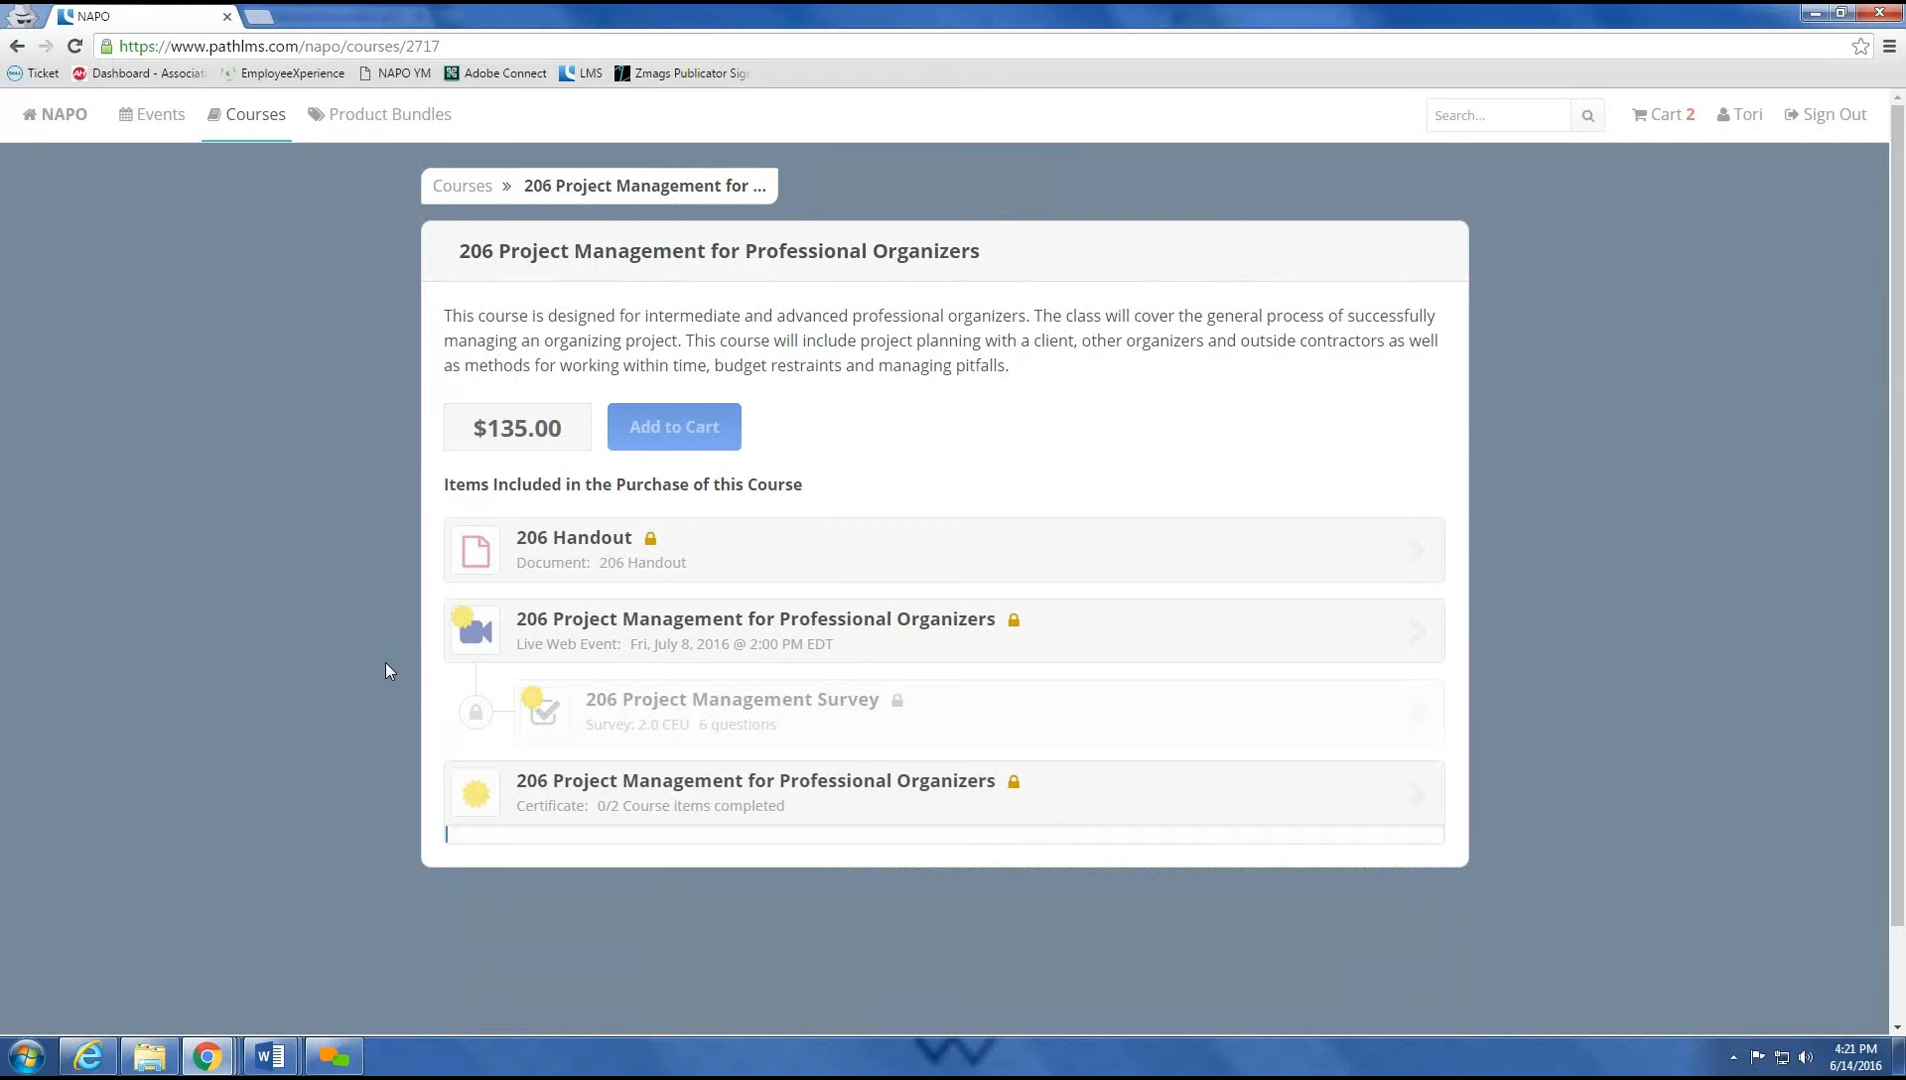 NAPO
https://www.pathlms.com/napo/courses/2717
Ticket Dashboard - Associati EmployeeXperience NAPO YM Adobe Connect LMS Zmags Publicator Sig
NAPO Events Courses Product Bundles Search... Cart 2 Tori Sign Out
Courses » 206 Project Management for ...
206 Project Management for Professional Organizers
This course is designed for intermediate and advanced professional organizers. The class will cover the general process of successfully
managing an organizing project. This course will include project planning with a client, other organizers and outside contractors as well
as methods for working within time, budget restraints and managing pitfalls.
$135.00 Add to Cart
Items Included in the Purchase of this Course
206 Handout
Document: 206 Handout
206 Project Management for Professional Organizers
Live Web Event: Fri, July 8, 2016 @ 2:00 PM EDT
206 Project Management Survey
Survey: 2.0 CEU 6 questions
206 Project Management for Professional Organizers
Certificate: 0/2 Course items completed
4:21 PM
6/14/2016